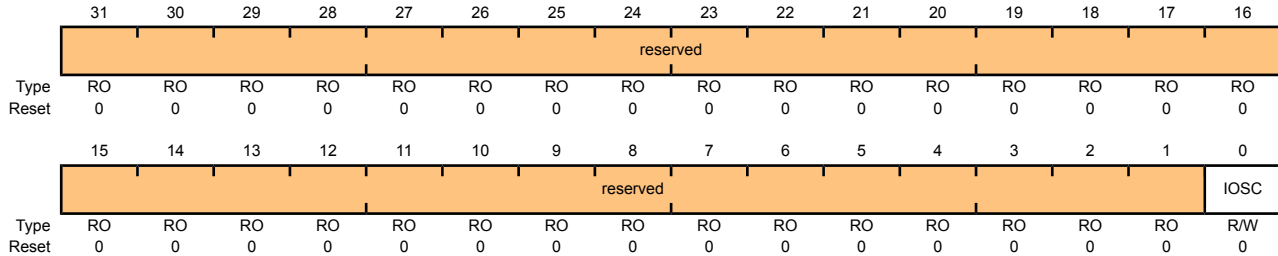 31 30 29 28 27 26 25 24 23 22 21 20 19 18 17 16
reserved
Type RO RO RO RO RO RO RO RO RO RO RO RO RO RO RO RO
Reset 0 0 0 0 0 0 0 0 0 0 0 0 0 0 0 0
15 14 13 12 11 10 9 8 7 6 5 4 3 2 1 0
reserved IOSC
Type RO RO RO RO RO RO RO RO RO RO RO RO RO RO RO R/W
Reset 0 0 0 0 0 0 0 0 0 0 0 0 0 0 0 0